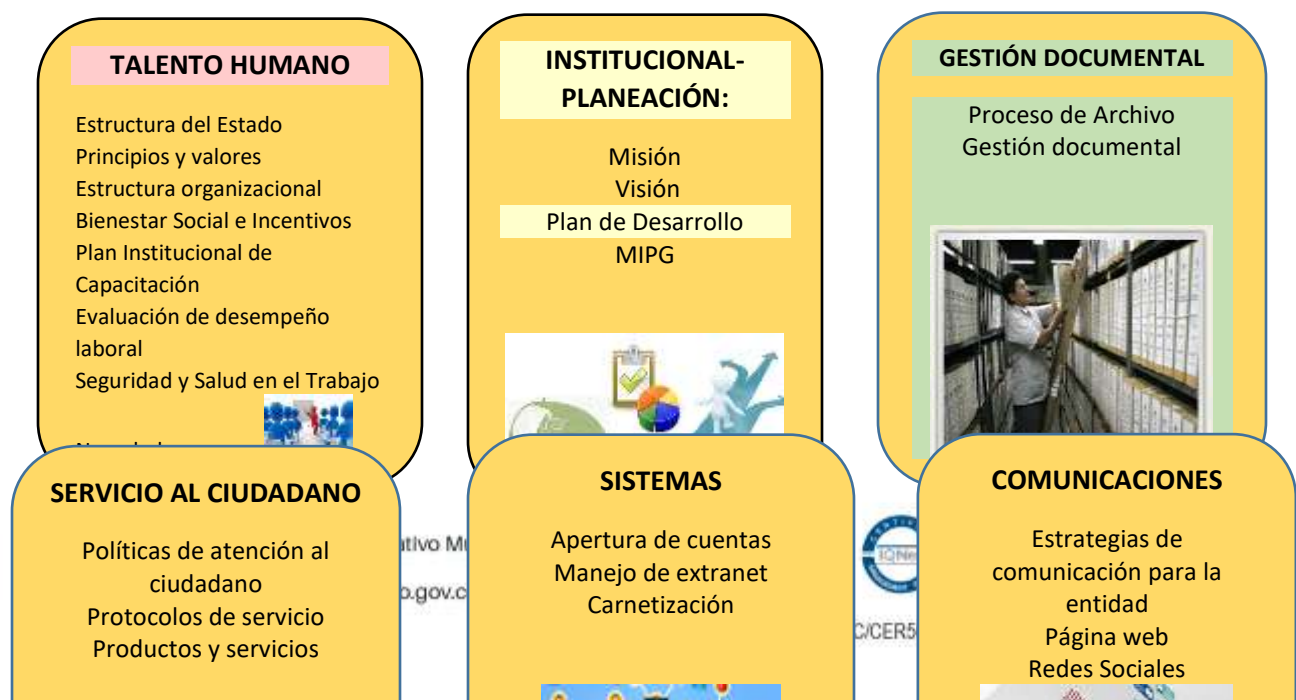 TALENTO HUMANO
Estructura del Estado
Principios y valores
Estructura organizacional
Bienestar Social e Incentivos
Plan Institucional de
Capacitación
Evaluación de desempeño
laboral
Seguridad y Salud en el Trabajo
INSTITUCIONAL-
PLANEACIÓN:
Misión
Visión
Plan de Desarrollo
MIPG
GESTIÓN DOCUMENTAL
Proceso de Archivo
Gestión documental
SERVICIO AL CIUDADANO
Políticas de atención al
ciudadano
Protocolos de servicio
Productos y servicios
SISTEMAS
Apertura de cuentas
Manejo de extranet
Carnetización
COMUNICACIONES
Estrategias de
comunicación para la
entidad
Página web
Redes Sociales